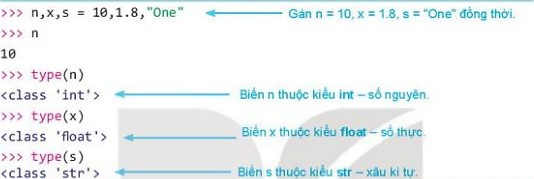 >>> n,x,s = 10,1.8,"One" Gán n = 10, x = 1.8, s = "One" đồng thời.
>>> n
10
>>> type(n)
<class 'int'> Biến n thuộc kiểu int – số nguyên.
>>> type(x)
<class 'float'> Biến x thuộc kiểu float – số thực.
>>> type(s)
<class 'str'> Biến s thuộc kiểu str – xâu kí tự.